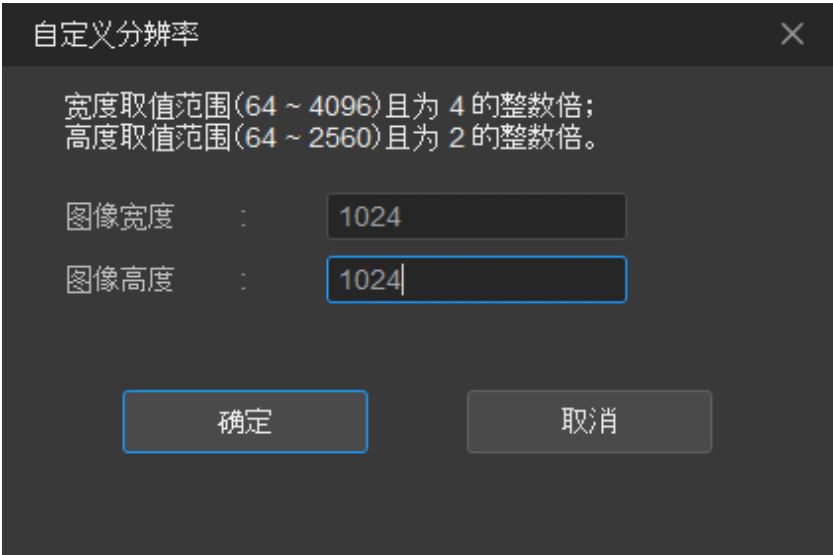 自定义分辨率
宽度取值范围(64 ~ 4096)且为 4 的整数倍;
高度取值范围(64 ~ 2560)且为 2 的整数倍。
图像宽度 : 1024
图像高度 : 1024
确定 取消